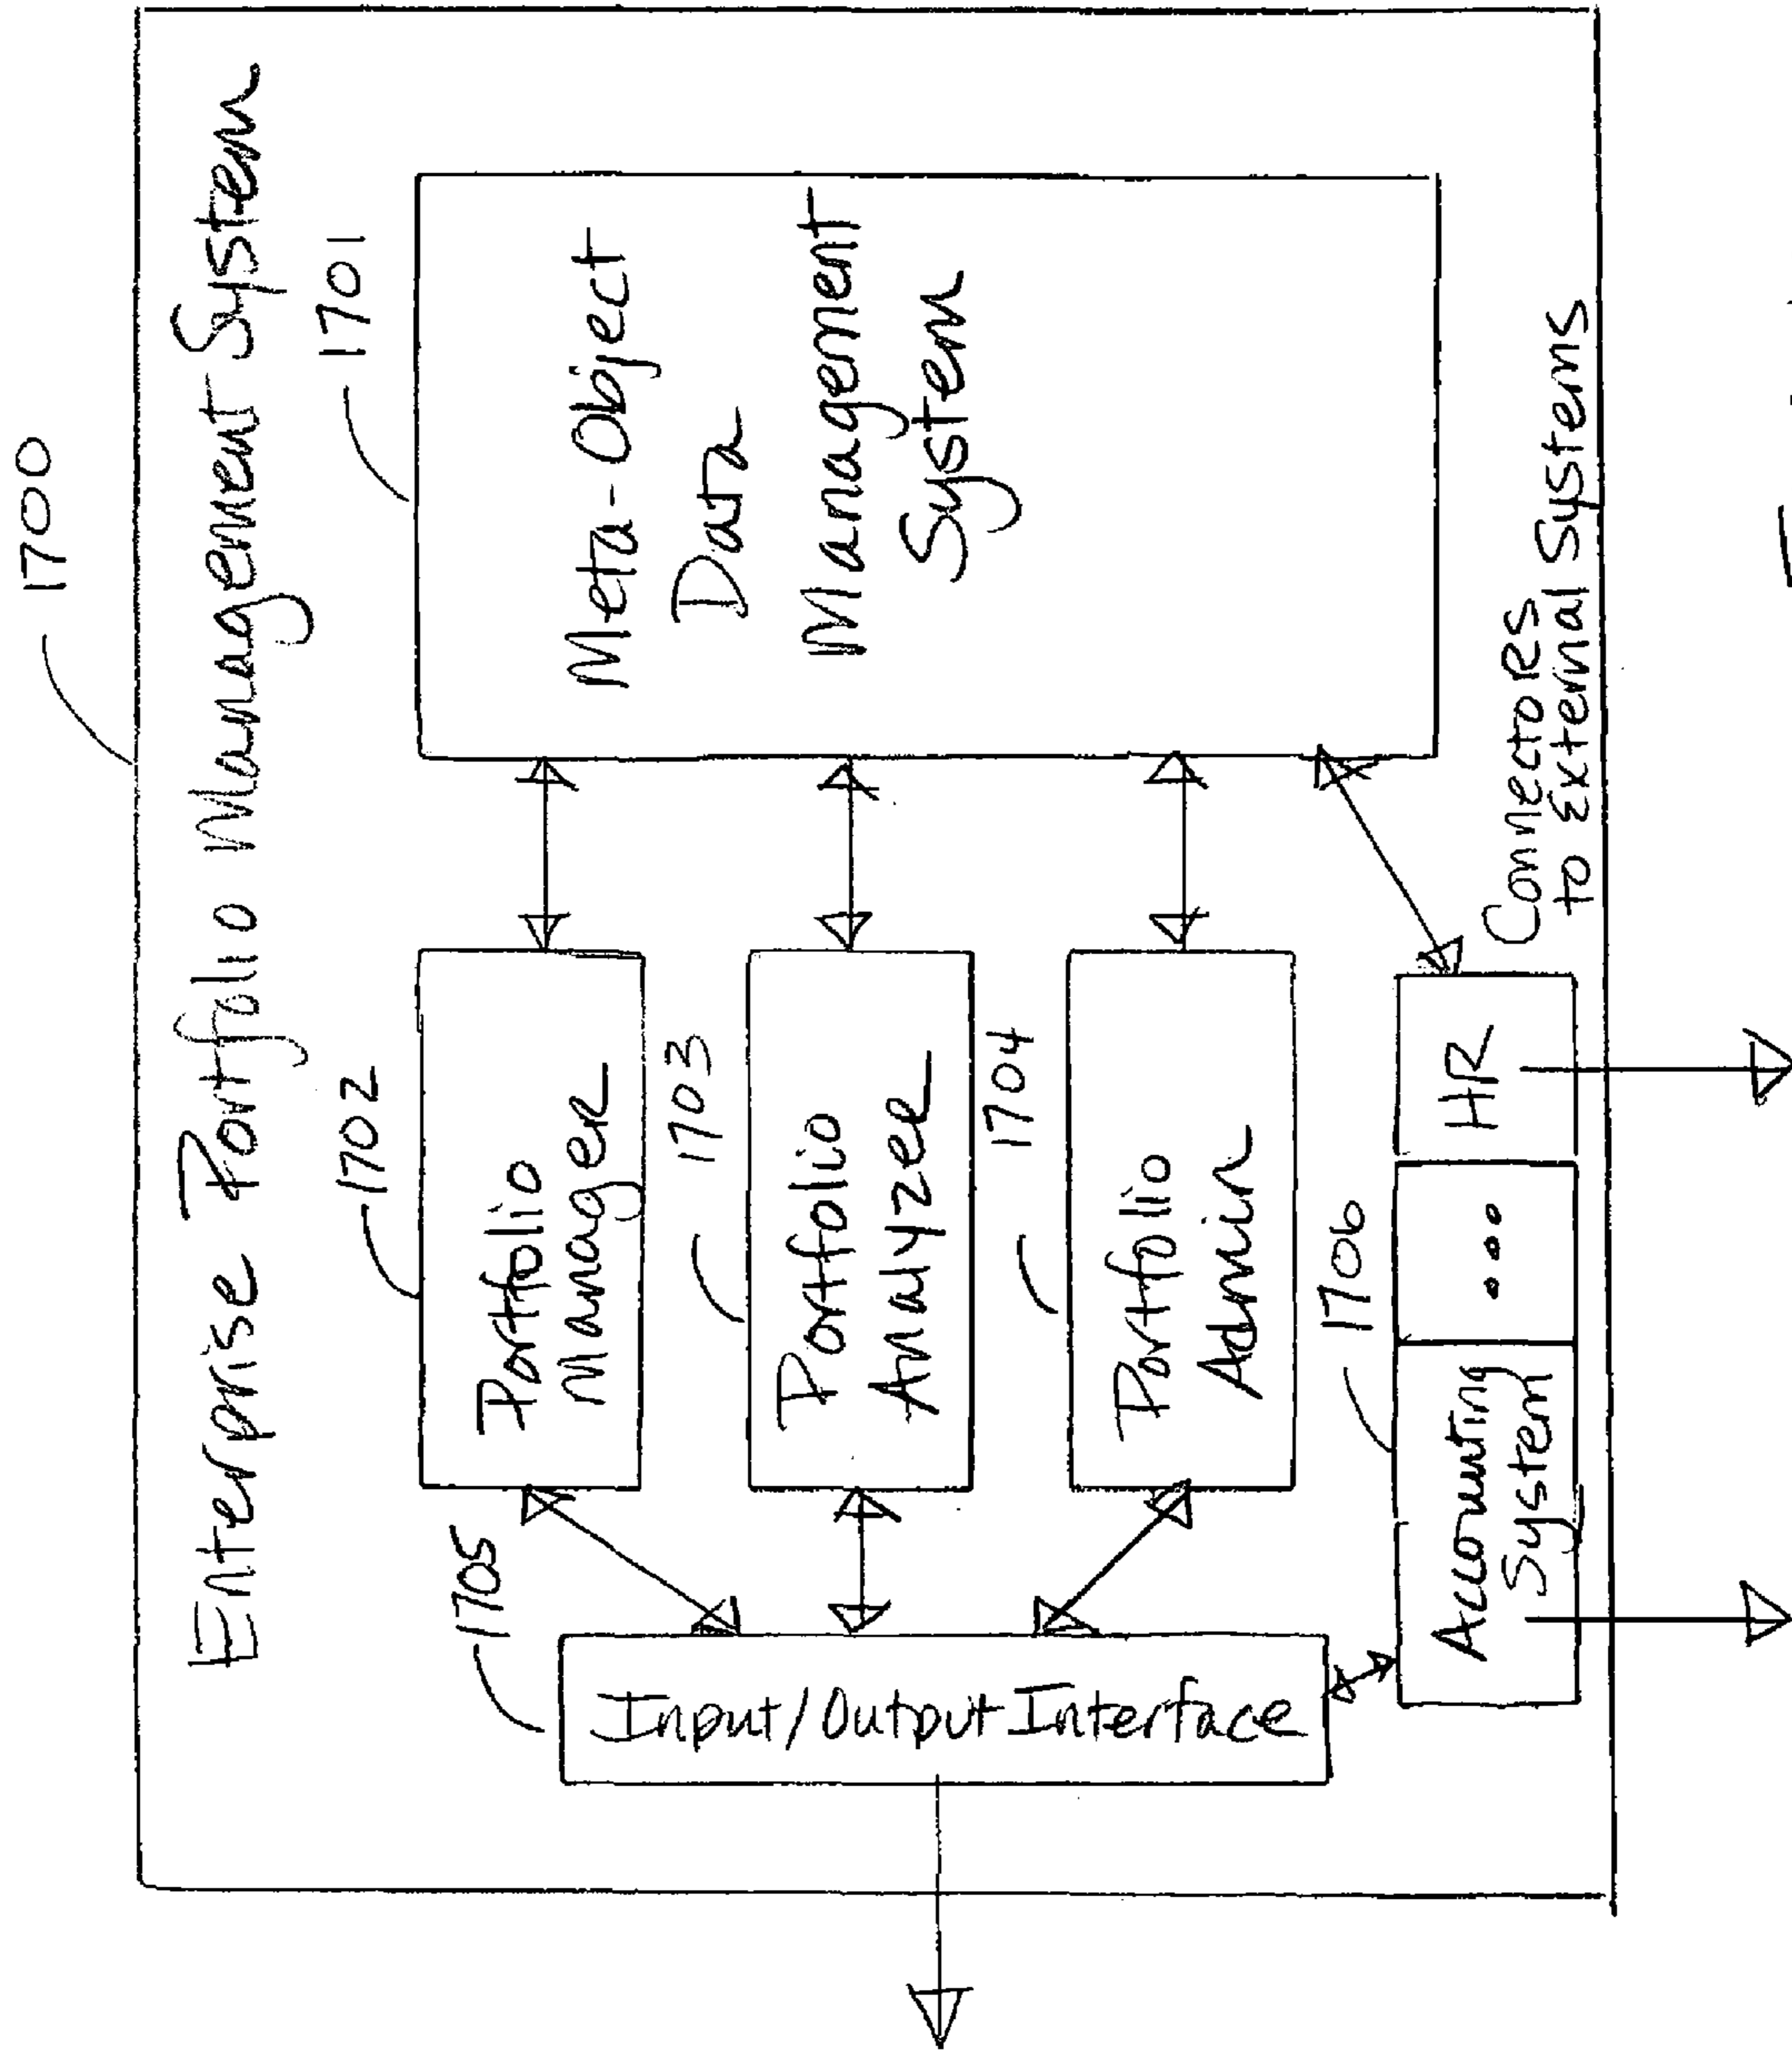 1700
Enterprise Portfolio Management System
1701
Meta-Object
Data
Management
System
1702
Portfolio
Manager
1703
Portfolio
Analyzer
1704
Portfolio
Admin
1705
Input/Output Interface
1706
Accounting
System
...
HR
Connectors
to External Systems